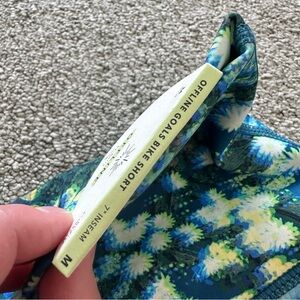 OFFLINE GOALS BIKE SHORT
7" INSEAM
M